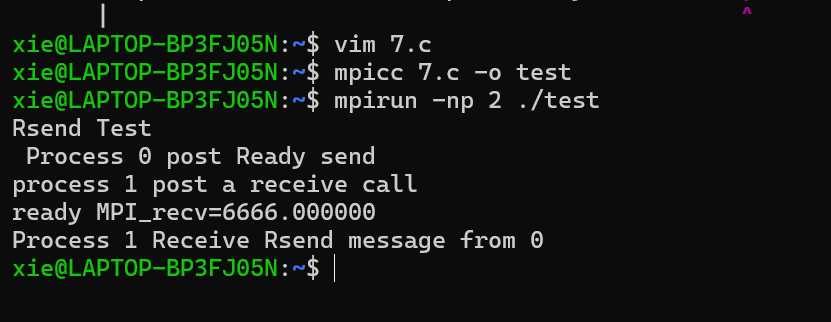 |                                          ^
xie@LAPTOP-BP3FJ05N:~$ vim 7.c
xie@LAPTOP-BP3FJ05N:~$ mpicc 7.c -o test
xie@LAPTOP-BP3FJ05N:~$ mpirun -np 2 ./test
Rsend Test
 Process 0 post Ready send
process 1 post a receive call
ready MPI_recv=6666.000000
Process 1 Receive Rsend message from 0
xie@LAPTOP-BP3FJ05N:~$